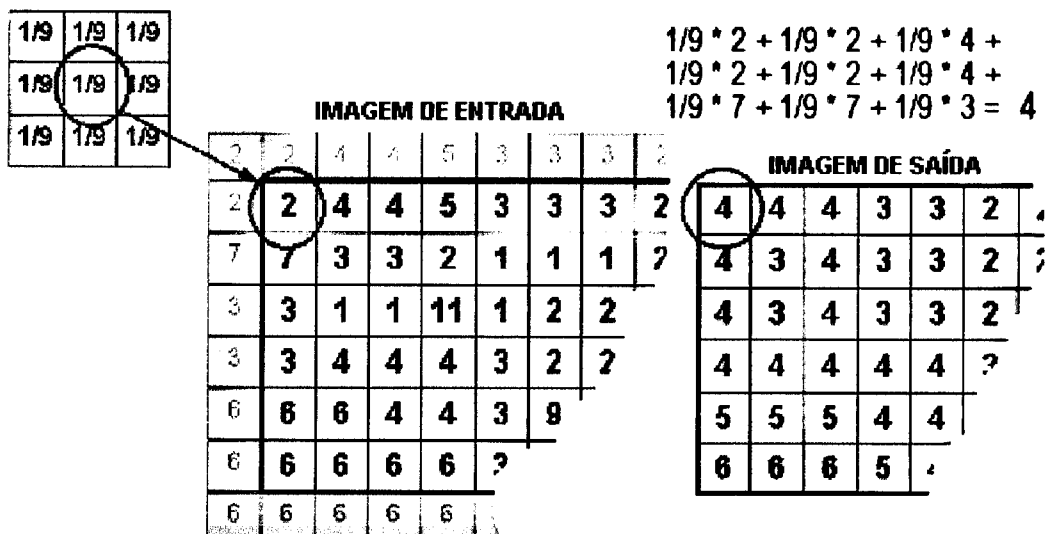 1/9 1/9 1/9
1/9 1/9 1/9
1/9 1/9 1/9
1/9 * 2 + 1/9 * 2 + 1/9 * 4 +
1/9 * 2 + 1/9 * 2 + 1/9 * 4 +
1/9 * 7 + 1/9 * 7 + 1/9 * 3 = 4
IMAGEM DE ENTRADA
2 2 4 4 5 3 3 3 2
2 2 4 4 5 3 3 3 2
7 7 3 3 2 1 1 1 2
3 3 1 1 11 1 2 2
3 3 4 4 4 3 2 2
6 6 6 4 4 3 9
6 6 6 6 6
6 6 6 6 6
IMAGEM DE SAÍDA
4 4 4 3 3 2
4 3 4 3 3 2
4 3 4 3 3 2
4 4 4 4 4
5 5 5 4 4
6 6 6 5